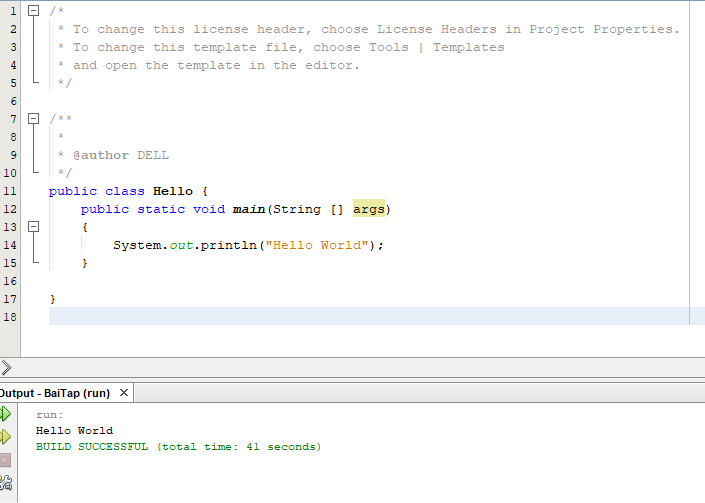 1 /*
2 * To change this license header, choose License Headers in Project Properties.
3 * To change this template file, choose Tools | Templates
4 * and open the template in the editor.
5 */
6
7 /**
8 *
9 * @author DELL
10 */
11 public class Hello {
12 public static void main(String [] args)
13 {
14 System.out.println("Hello World");
15 }
16
17 }
18
Output - BaiTap (run) ×
run:
Hello World
BUILD SUCCESSFUL (total time: 41 seconds)